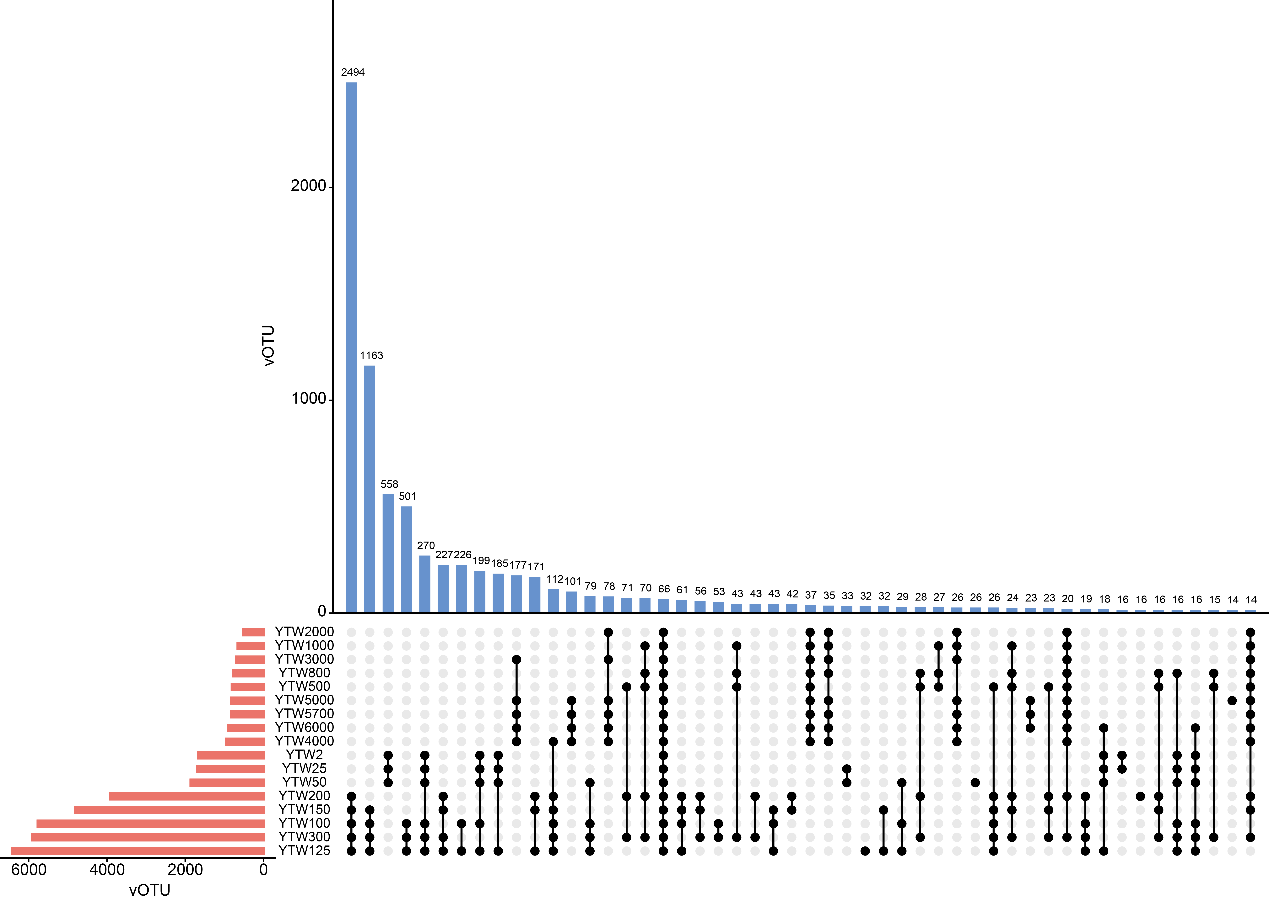 2494
2000
vOTU
1163
1000
558
501
270
227 226 199 185 177 171 112 101 79 78 71 70 66 61 56 53 43 43 43 42 37 35 33 32 32 29 28 27 26 26 26 24 23 23 20 19 18 16 16 16 16 16 15 14 14
0
YTW2000
YTW1000
YTW3000
YTW800
YTW500
YTW5000
YTW5700
YTW6000
YTW4000
YTW2
YTW25
YTW50
YTW200
YTW150
YTW100
YTW300
YTW125
6000 4000 2000 0
vOTU